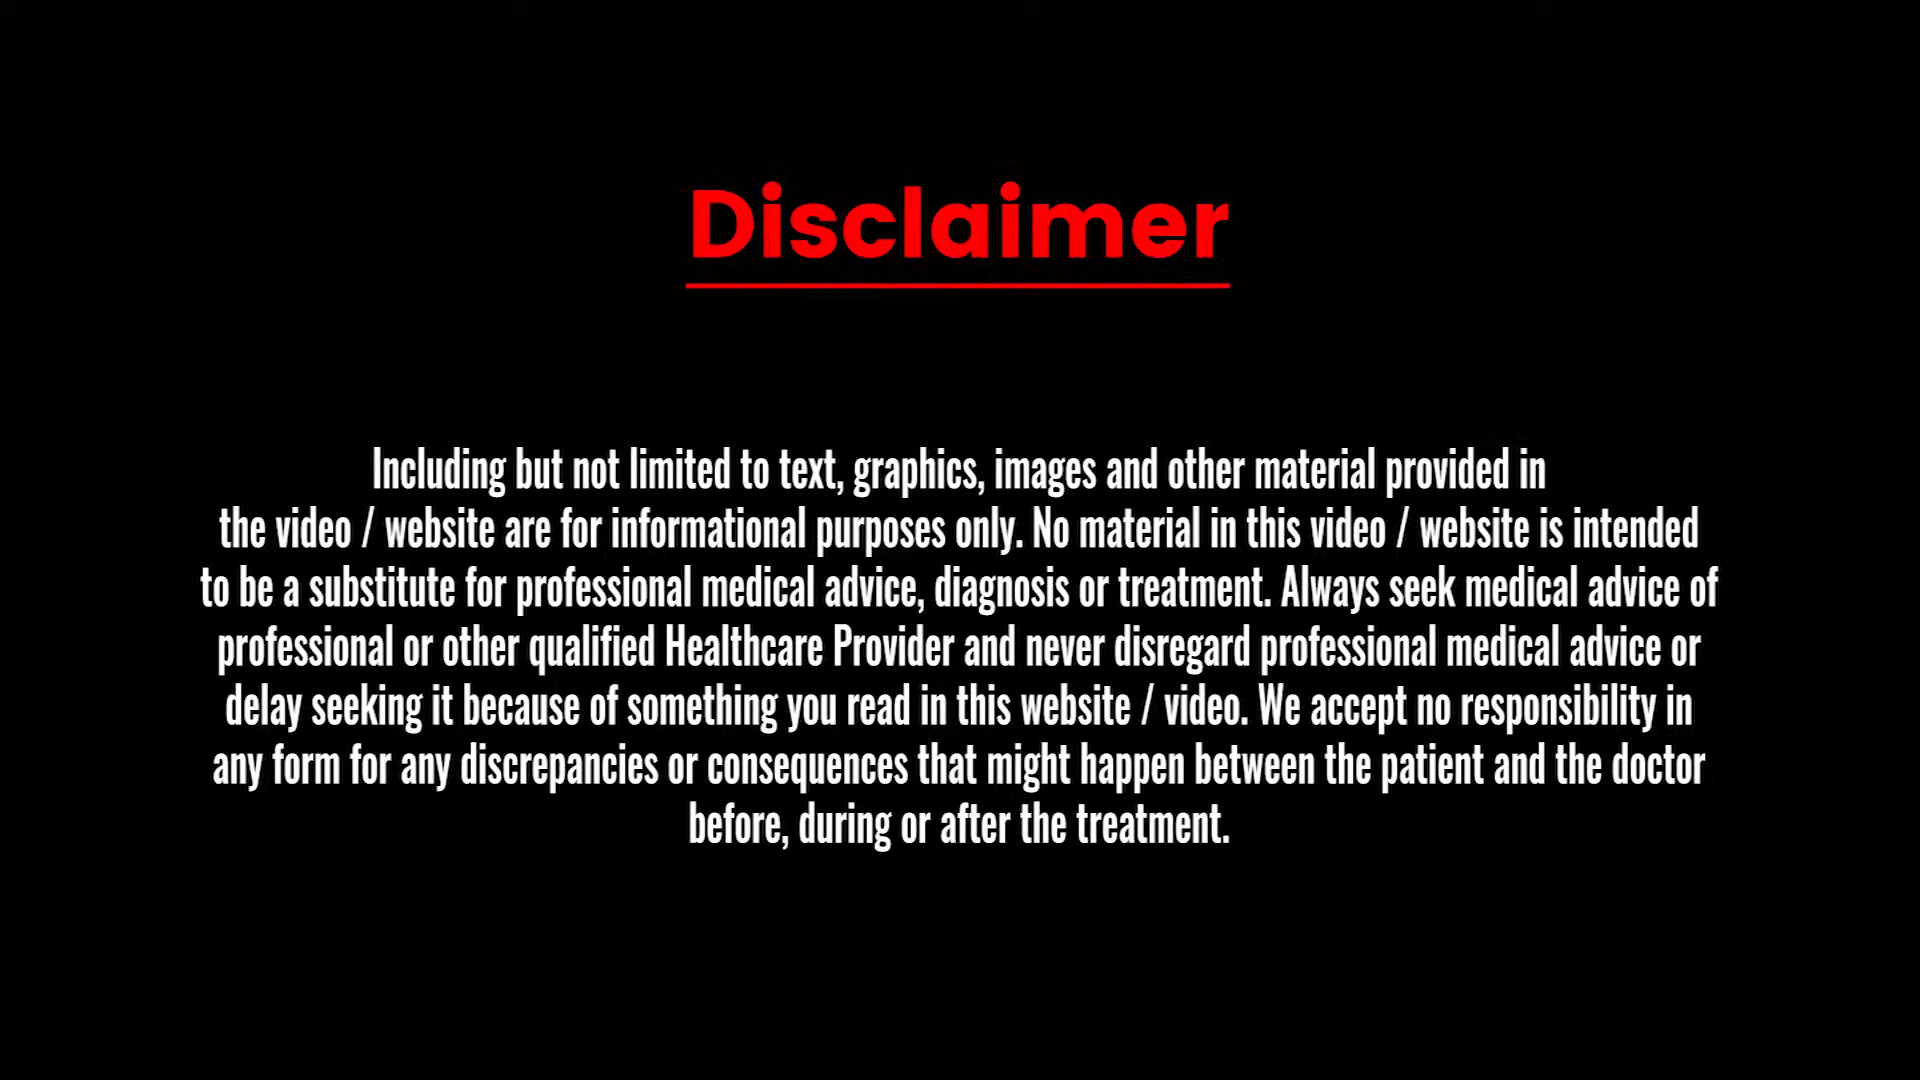 Disclaimer
Including but not limited to text, graphics, images and other material provided in
the video / website are for informational purposes only. No material in this video / website is intended
to be a substitute for professional medical advice, diagnosis or treatment. Always seek medical advice of
professional or other qualified Healthcare Provider and never disregard professional medical advice or
delay seeking it because of something you read in this website / video. We accept no responsibility in
any form for any discrepancies or consequences that might happen between the patient and the doctor
before, during or after the treatment.